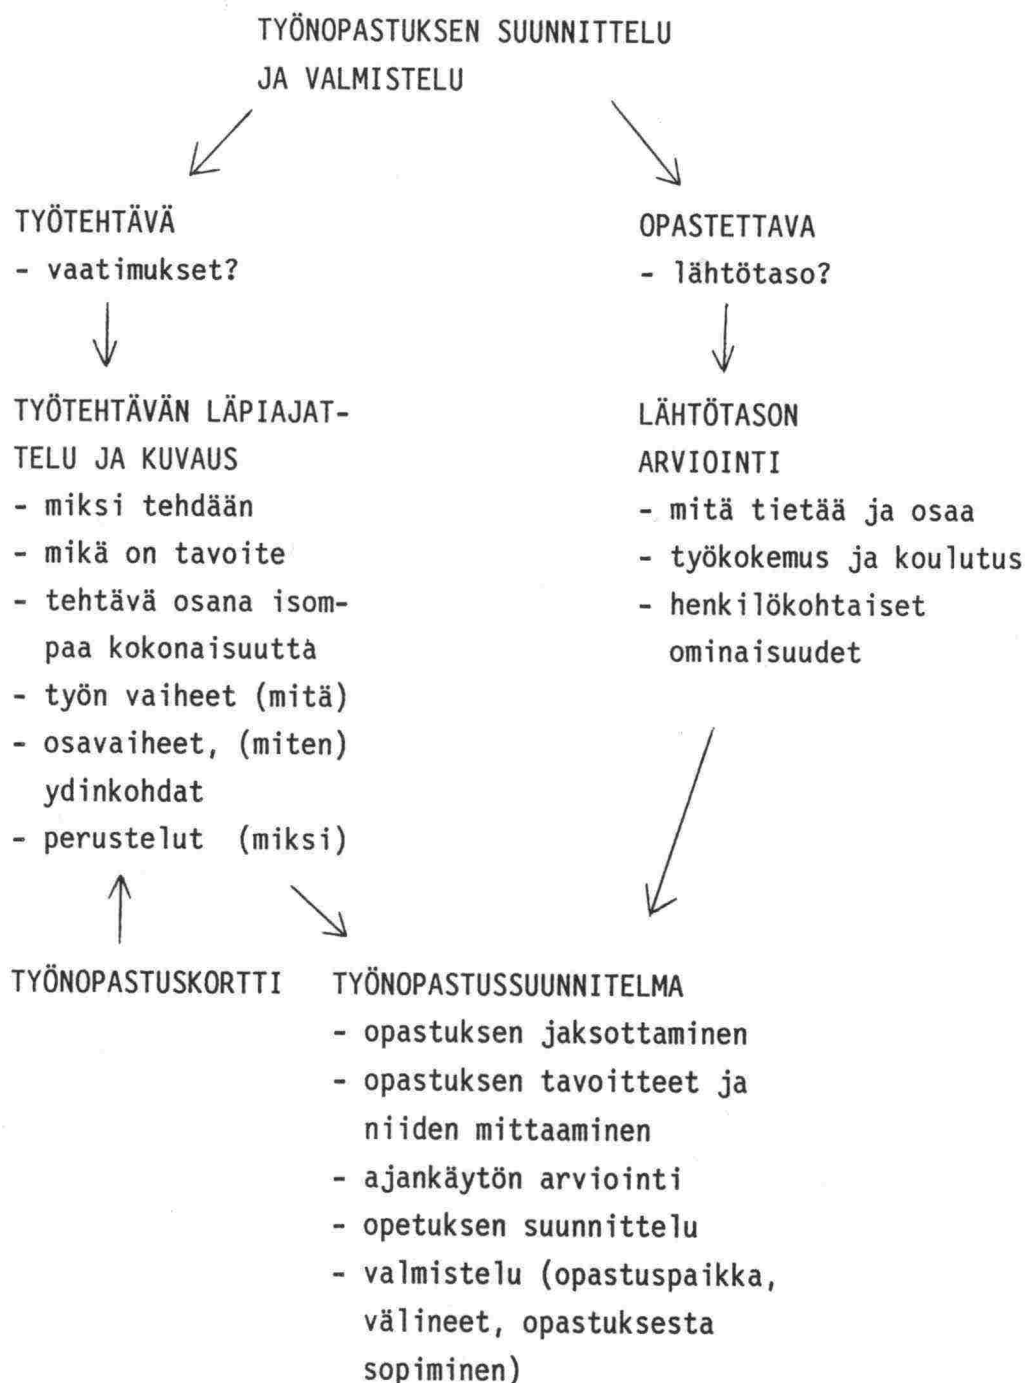 TYÖNOPASTUKSEN SUUNNITTELU
JA VALMISTELU
TYÖTEHTÄVÄ
- vaatimukset?
OPASTETTAVA
- lähtötaso?
TYÖTEHTÄVÄN LÄPIAJAT-
TELU JA KUVAUS
- miksi tehdään
- mikä on tavoite
- tehtävä osana isom-
paa kokonaisuutta
- työn vaiheet (mitä)
- osavaiheet, (miten)
ydinkohdat
- perustelut (miksi)
LÄHTÖTASON
ARVIOINTI
- mitä tietää ja osaa
- työkokemus ja koulutus
- henkilökohtaiset
ominaisuudet
TYÖNOPASTUSKORTTI
TYÖNOPASTUSSUUNNITELMA
- opastuksen jaksottaminen
- opastuksen tavoitteet ja
niiden mittaaminen
- ajankäytön arviointi
- opetuksen suunnittelu
- valmistelu (opastuspaikka,
välineet, opastuksesta
sopiminen)